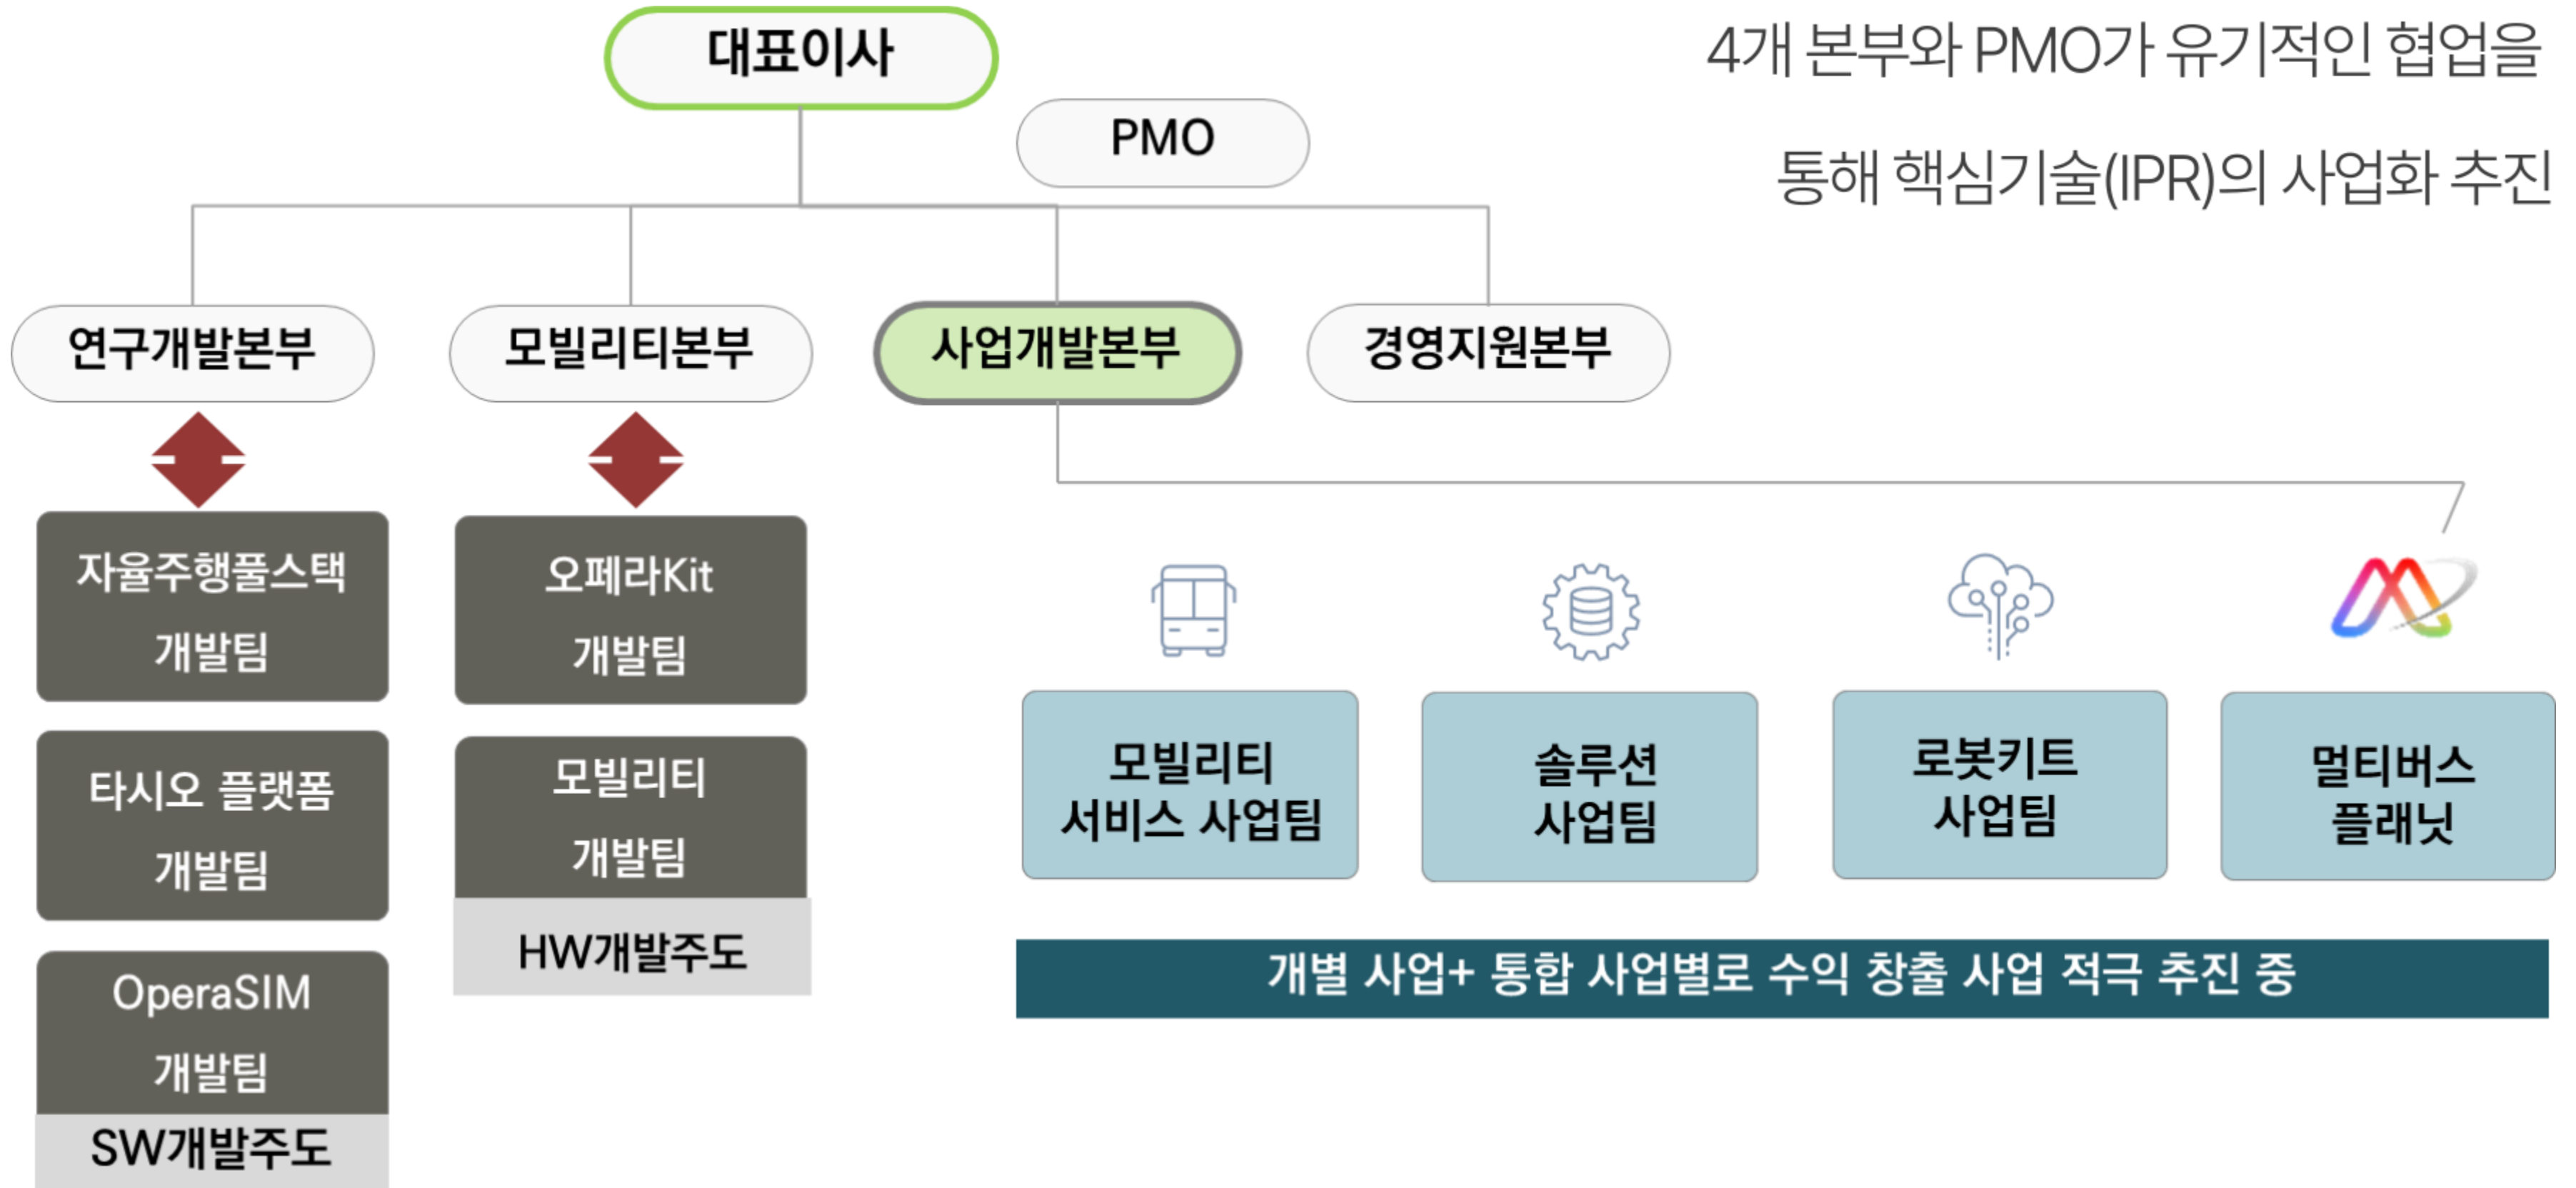 대표이사
PMO
4개 본부와 PMO가 유기적인 협업을
통해 핵심기술(IPR)의 사업화 추진
연구개발본부
모빌리티본부
사업개발본부
경영지원본부
자율주행풀스택
개발팀
타시오 플랫폼
개발팀
OperaSIM
개발팀
SW개발주도
오페라Kit
개발팀
모빌리티
개발팀
HW개발주도
모빌리티
서비스 사업팀
솔루션
사업팀
로봇키트
사업팀
멀티버스
플래닛
개별 사업+ 통합 사업별로 수익 창출 사업 적극 추진 중